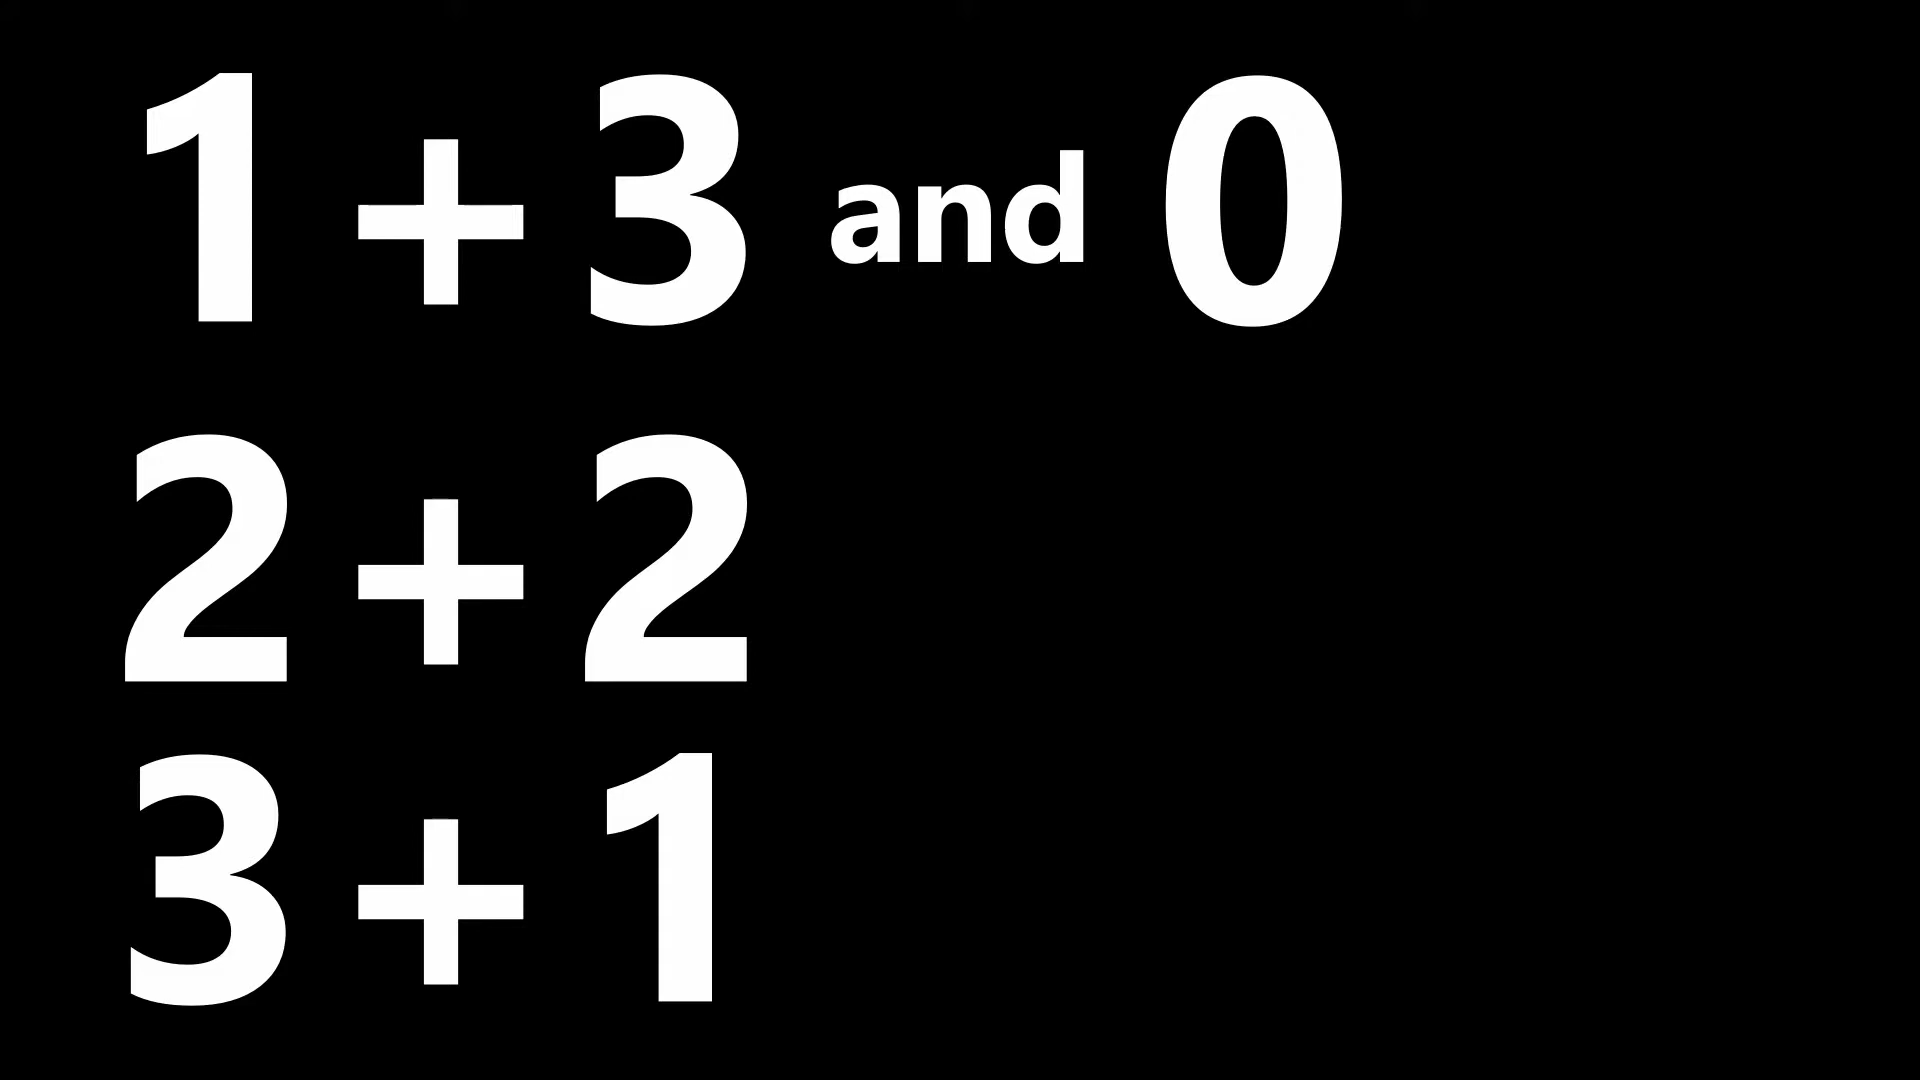 1 + 3 and 0
2 + 2
3 + 1